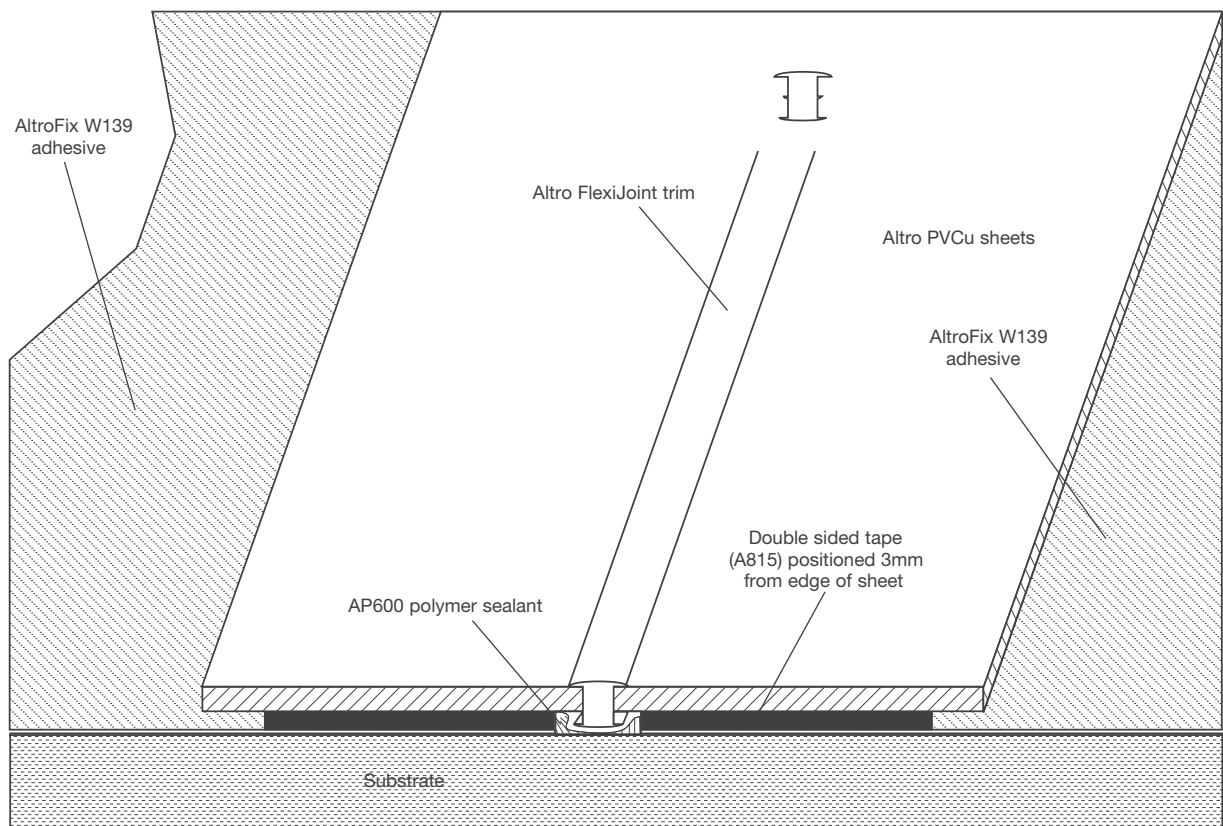 AltroFix W139
adhesive
Altro FlexiJoint trim
Altro PVCu sheets
AltroFix W139
adhesive
Double sided tape
(A815) positioned 3mm
from edge of sheet
AP600 polymer sealant
Substrate